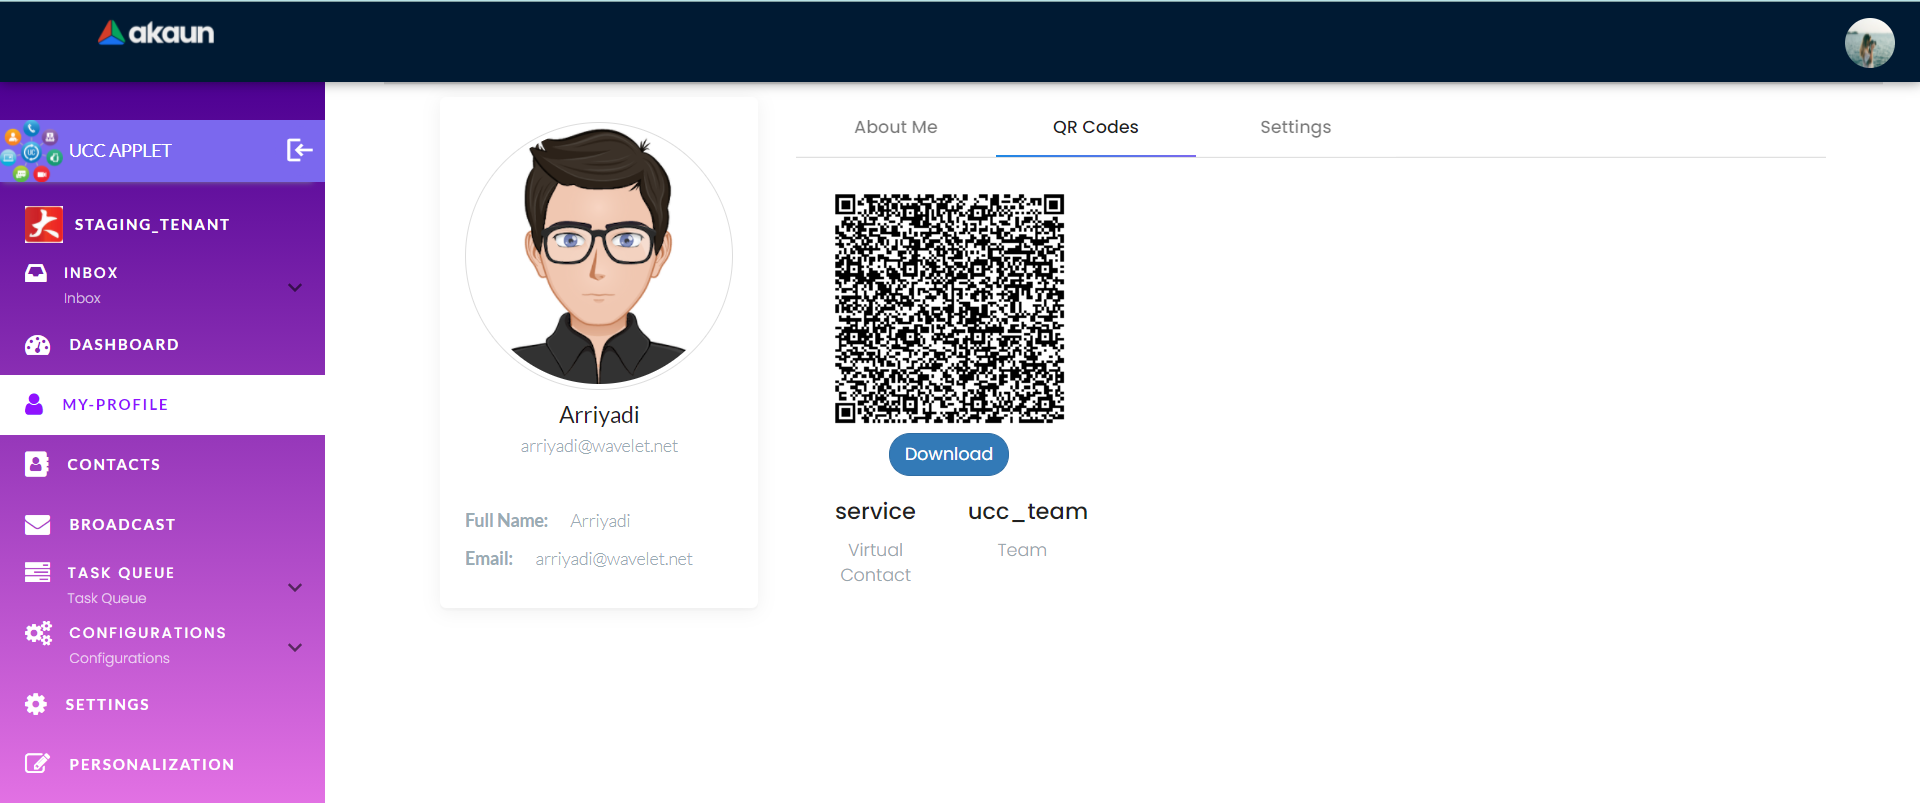 akaun
UCC APPLET
STAGING_TENANT
INBOX
Inbox
DASHBOARD
MY-PROFILE
CONTACTS
BROADCAST
TASK QUEUE
Task Queue
CONFIGURATIONS
Configurations
SETTINGS
PERSONALIZATION
Arriyadi
arriyadi@wavelet.net
Full Name: Arriyadi
Email: arriyadi@wavelet.net
About Me QR Codes Settings
Download
service ucc_team
Virtual Team
Contact